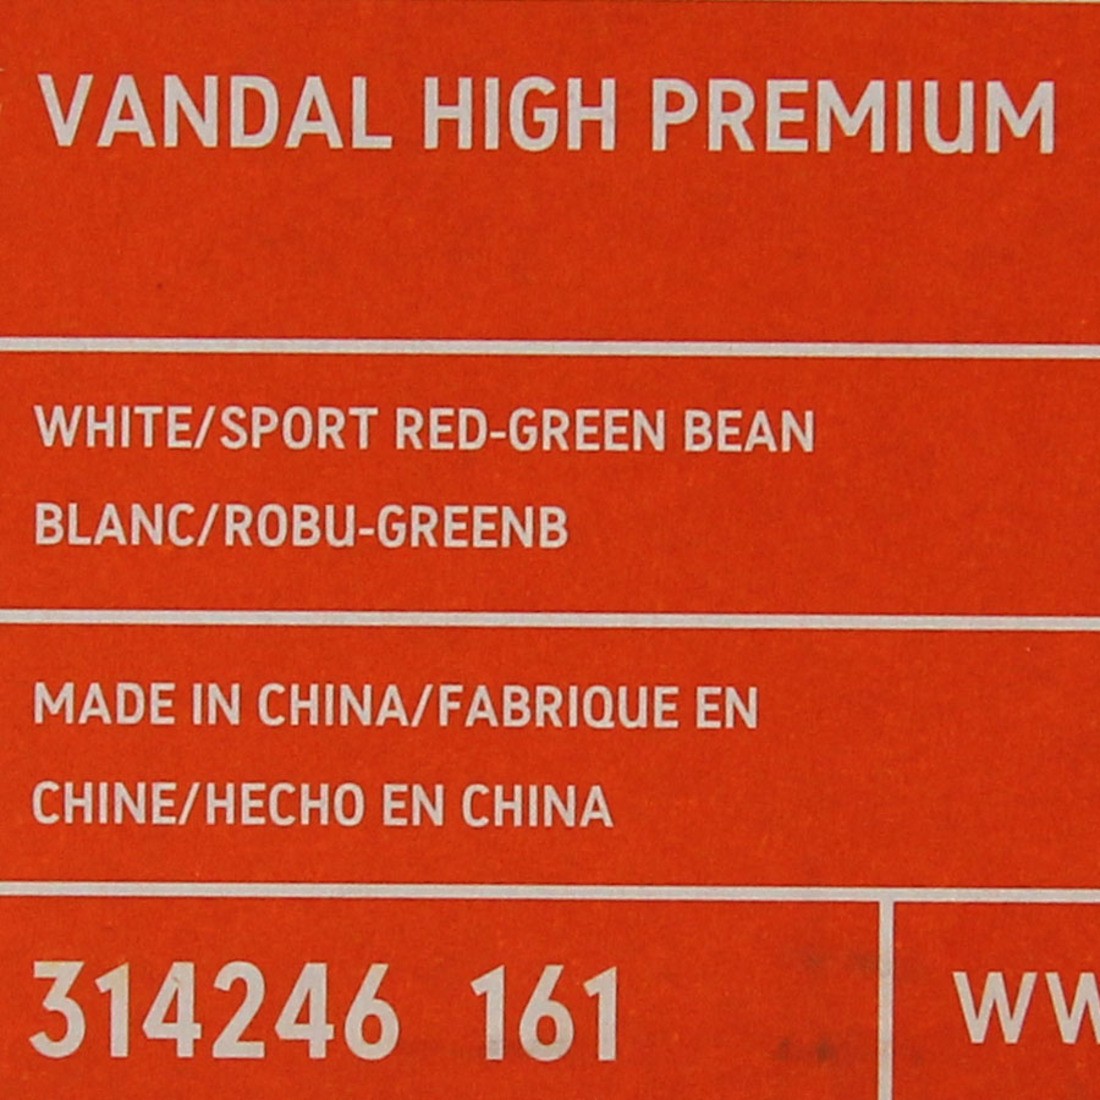 VANDAL HIGH PREMIUM
WHITE/SPORT RED-GREEN BEAN
BLANC/ROBU-GREENB
MADE IN CHINA/FABRIQUE EN
CHINE/HECHO EN CHINA
314246 161
WW